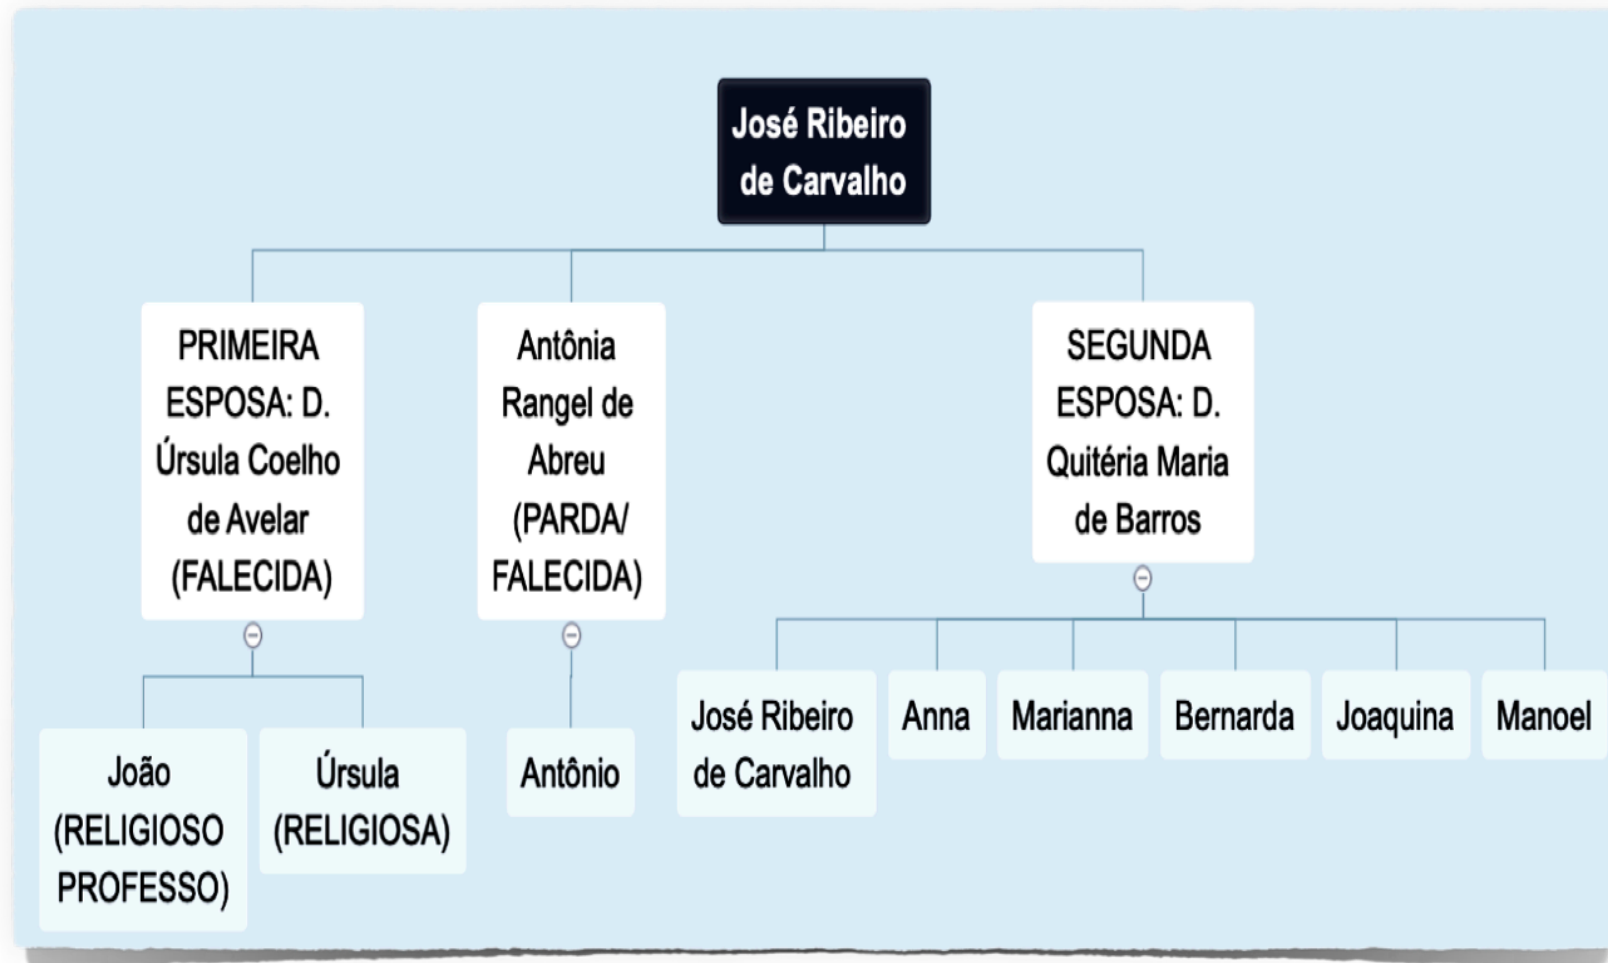 José Ribeiro
de Carvalho
PRIMEIRA
ESPOSA: D.
Úrsula Coelho
de Avelar
(FALECIDA)
Antônia
Rangel de
Abreu
(PARDA/
FALECIDA)
SEGUNDA
ESPOSA: D.
Quitéria Maria
de Barros
João
(RELIGIOSO
PROFESSO)
Úrsula
(RELIGIOSA)
Antônio
José Ribeiro
de Carvalho
Anna
Marianna
Bernarda
Joaquina
Manoel